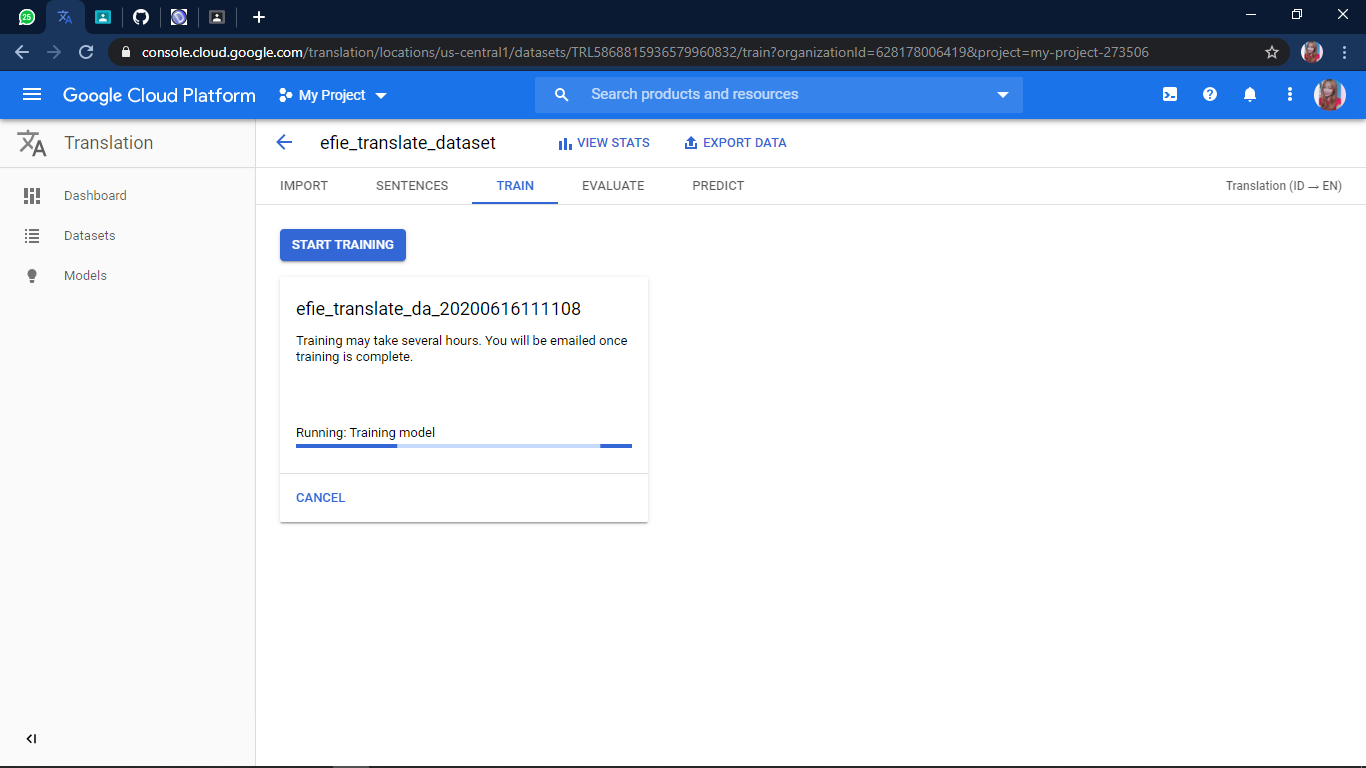 25
console.cloud.google.com/translation/locations/us-central1/datasets/TRL5868815936579960832/train?organizationId=628178006419&project=my-project-273506
Google Cloud Platform My Project Search products and resources
Translation efie_translate_dataset VIEW STATS EXPORT DATA
IMPORT SENTENCES TRAIN EVALUATE PREDICT Translation (ID → EN)
Dashboard
Datasets
Models
START TRAINING
efie_translate_da_20200616111108
Training may take several hours. You will be emailed once
training is complete.
Running: Training model
CANCEL